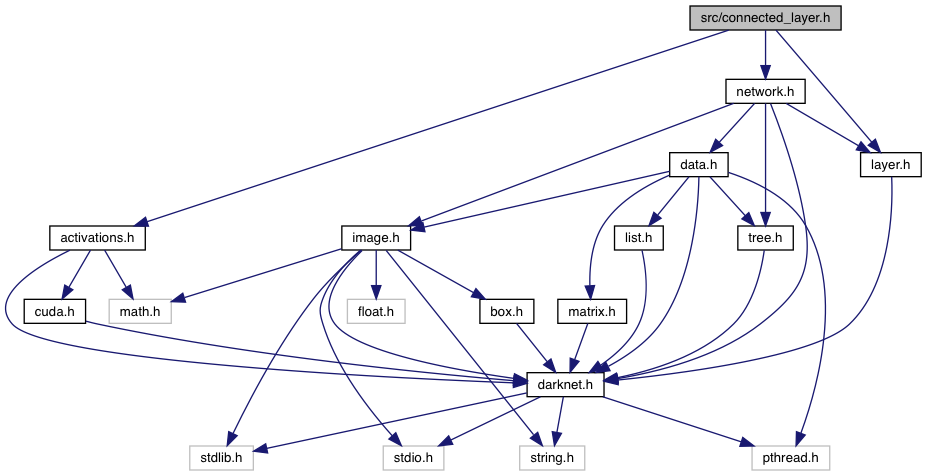 src/connected_layer.h
network.h
data.h
layer.h
activations.h
image.h
list.h
tree.h
cuda.h
math.h
float.h
box.h
matrix.h
darknet.h
stdlib.h
stdio.h
string.h
pthread.h